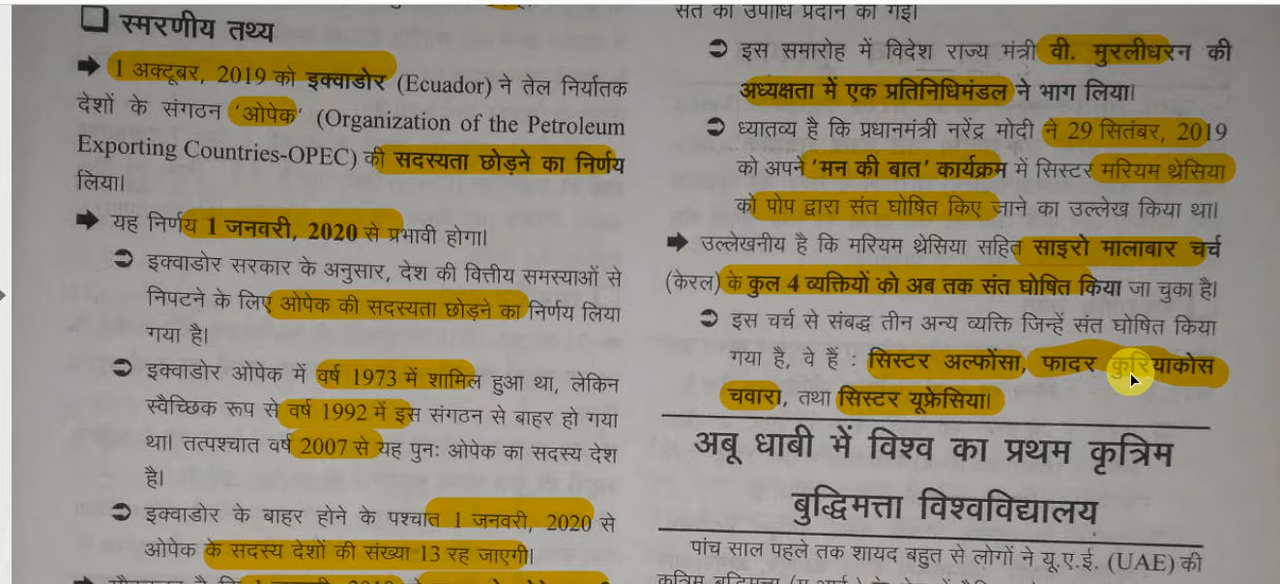 ❑ स्मरणीय तथ्य
➡ 1 अक्टूबर, 2019 को इक्वाडोर (Ecuador) ने तेल निर्यातक
देशों के संगठन 'ओपेक' (Organization of the Petroleum
Exporting Countries-OPEC) की सदस्यता छोड़ने का निर्णय
लिया।
➡ यह निर्णय 1 जनवरी, 2020 से प्रभावी होगा।
➲ इक्वाडोर सरकार के अनुसार, देश की वित्तीय समस्याओं से
निपटने के लिए ओपेक की सदस्यता छोड़ने का निर्णय लिया
गया है।
➲ इक्वाडोर ओपेक में वर्ष 1973 में शामिल हुआ था, लेकिन
स्वैच्छिक रूप से वर्ष 1992 में इस संगठन से बाहर हो गया
था। तत्पश्चात वर्ष 2007 से यह पुनः ओपेक का सदस्य देश
है।
➲ इक्वाडोर के बाहर होने के पश्चात 1 जनवरी, 2020 से
ओपेक के सदस्य देशों की संख्या 13 रह जाएगी।
संत की उपाधि प्रदान की गई।
➲ इस समारोह में विदेश राज्य मंत्री वी. मुरलीधरन की
अध्यक्षता में एक प्रतिनिधिमंडल ने भाग लिया।
➲ ध्यातव्य है कि प्रधानमंत्री नरेंद्र मोदी ने 29 सितंबर, 2019
को अपने 'मन की बात' कार्यक्रम में सिस्टर मरियम थ्रेसिया
को पोप द्वारा संत घोषित किए जाने का उल्लेख किया था।
➡ उल्लेखनीय है कि मरियम थ्रेसिया सहित साइरो मालाबार चर्च
(केरल) के कुल 4 व्यक्तियों को अब तक संत घोषित किया जा चुका है।
➲ इस चर्च से संबद्ध तीन अन्य व्यक्ति जिन्हें संत घोषित किया
गया है, वे हैं : सिस्टर अल्फोंसा, फादर कुरियाकोस
चवारा, तथा सिस्टर यूफ्रेसिया।
अबू धाबी में विश्व का प्रथम कृत्रिम
बुद्धिमत्ता विश्वविद्यालय
पांच साल पहले तक शायद बहुत से लोगों ने यू.ए.ई. (UAE) की